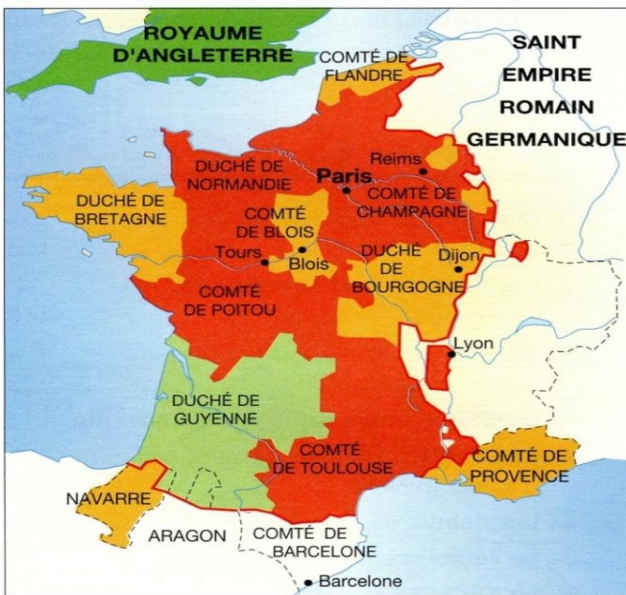 ROYAUME
D'ANGLETERRE
COMTÉ DE
FLANDRE
SAINT
EMPIRE
ROMAIN
GERMANIQUE
DUCHÉ DE
NORMANDIE
Paris
Reims
COMTÉ DE
CHAMPAGNE
DUCHÉ DE
BRETAGNE
COMTÉ
DE BLOIS
Tours
Blois
DUCHÉ
DE
BOURGOGNE
Dijon
COMTÉ
DE POITOU
Lyon
DUCHÉ
DE
GUYENNE
COMTÉ
DE TOULOUSE
COMTÉ DE
PROVENCE
NAVARRE
ARAGON
COMTÉ DE
BARCELONE
Barcelone